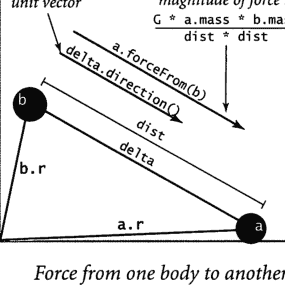 unit vector
magnitude of force
G * a.mass * b.ma
dist * dist
a.forceFrom(b)
delta.direction()
dist
delta
b
b.r
a.r
a
Force from one body to another